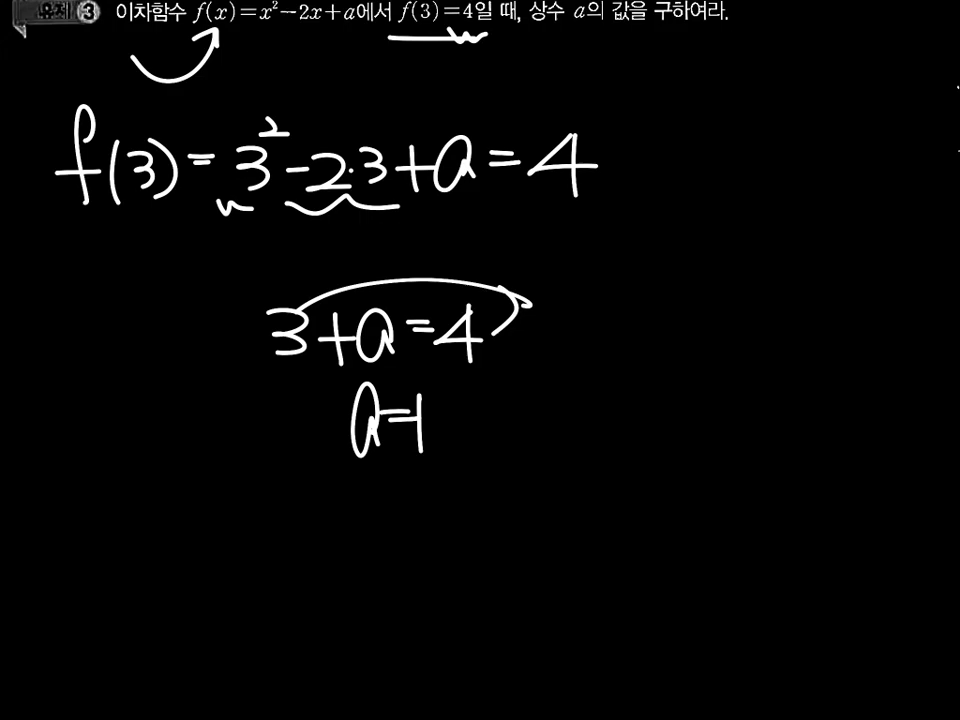 유제 3 이차함수 f(x)=x²-2x+a에서 f(3)=4일 때, 상수 a의 값을 구하여라.
f(3)=3²-2·3+a=4
3+a=4
a=1